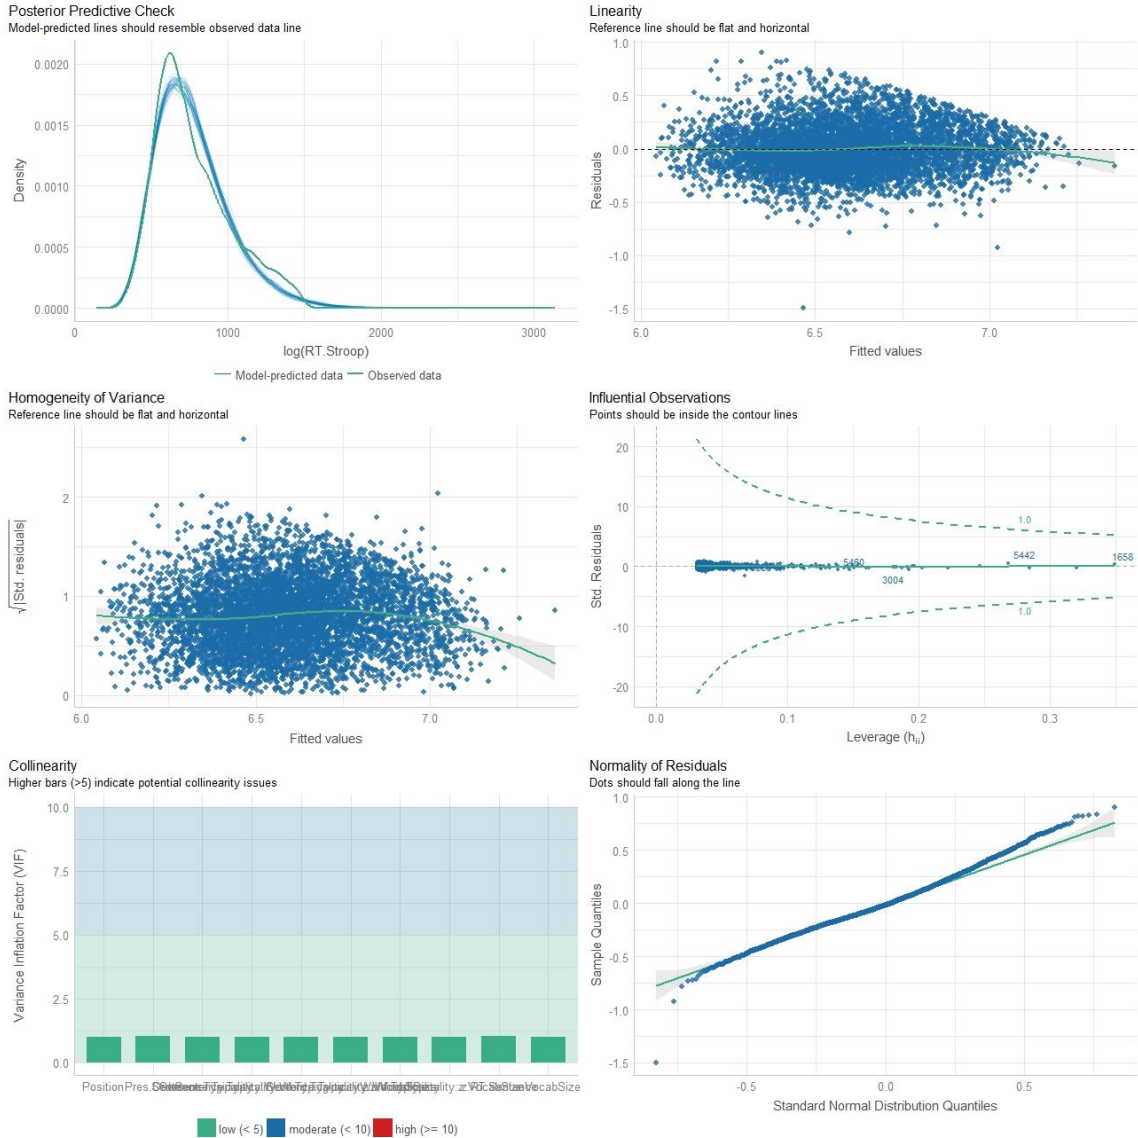 Posterior Predictive Check
Model-predicted lines should resemble observed data line
0.0020
0.0015
0.0010
0.0005
0.0000
Density
0
1000
2000
3000
log(RT.Stroop)
Model-predicted data
Observed data
Linearity
Reference line should be flat and horizontal
1.0
0.5
0.0
-0.5
-1.0
-1.5
Residuals
6.0
6.5
7.0
Fitted values
Homogeneity of Variance
Reference line should be flat and horizontal
2
1
0
√|Std. residuals|
6.0
6.5
7.0
Fitted values
Influential Observations
Points should be inside the contour lines
20
10
0
-10
-20
Std. Residuals
1.0
5442
1658
3004
1.0
0.0
0.1
0.2
0.3
Leverage (hᵢᵢ)
Collinearity
Higher bars (>5) indicate potential collinearity issues
10.0
7.5
5.0
2.5
0.0
Variance Inflation Factor (VIF)
Position
low (< 5)
moderate (< 10)
high (>= 10)
Normality of Residuals
Dots should fall along the line
1.0
0.5
0.0
-0.5
-1.0
-1.5
Sample Quantiles
-0.5
0.0
0.5
Standard Normal Distribution Quantiles